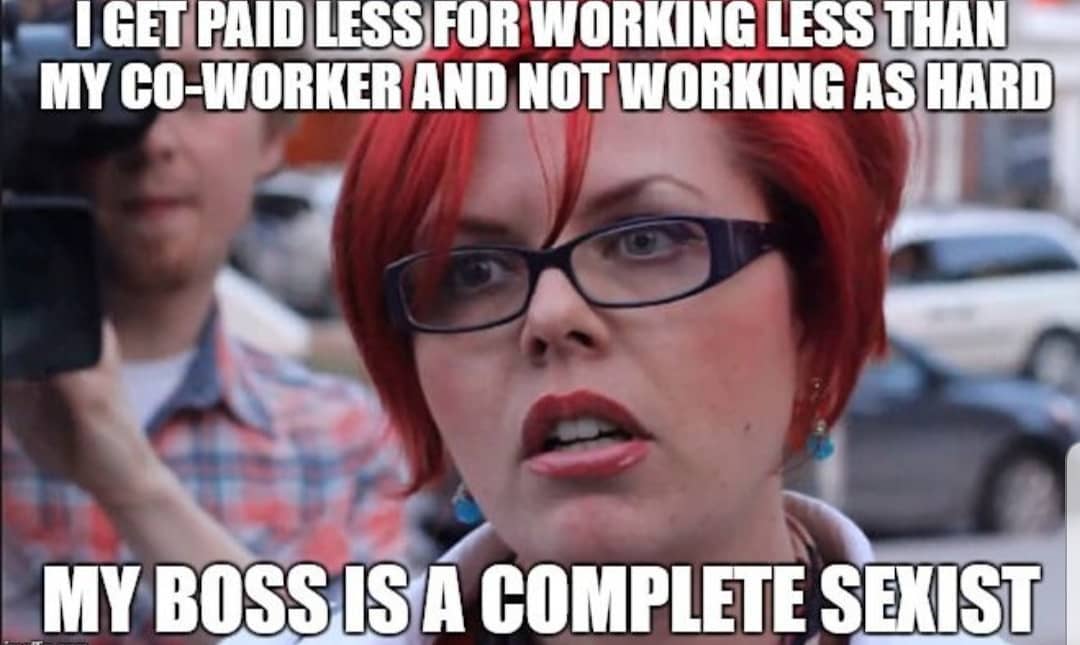 I GET PAID LESS FOR WORKING LESS THAN
MY CO-WORKER AND NOT WORKING AS HARD
MY BOSS IS A COMPLETE SEXIST